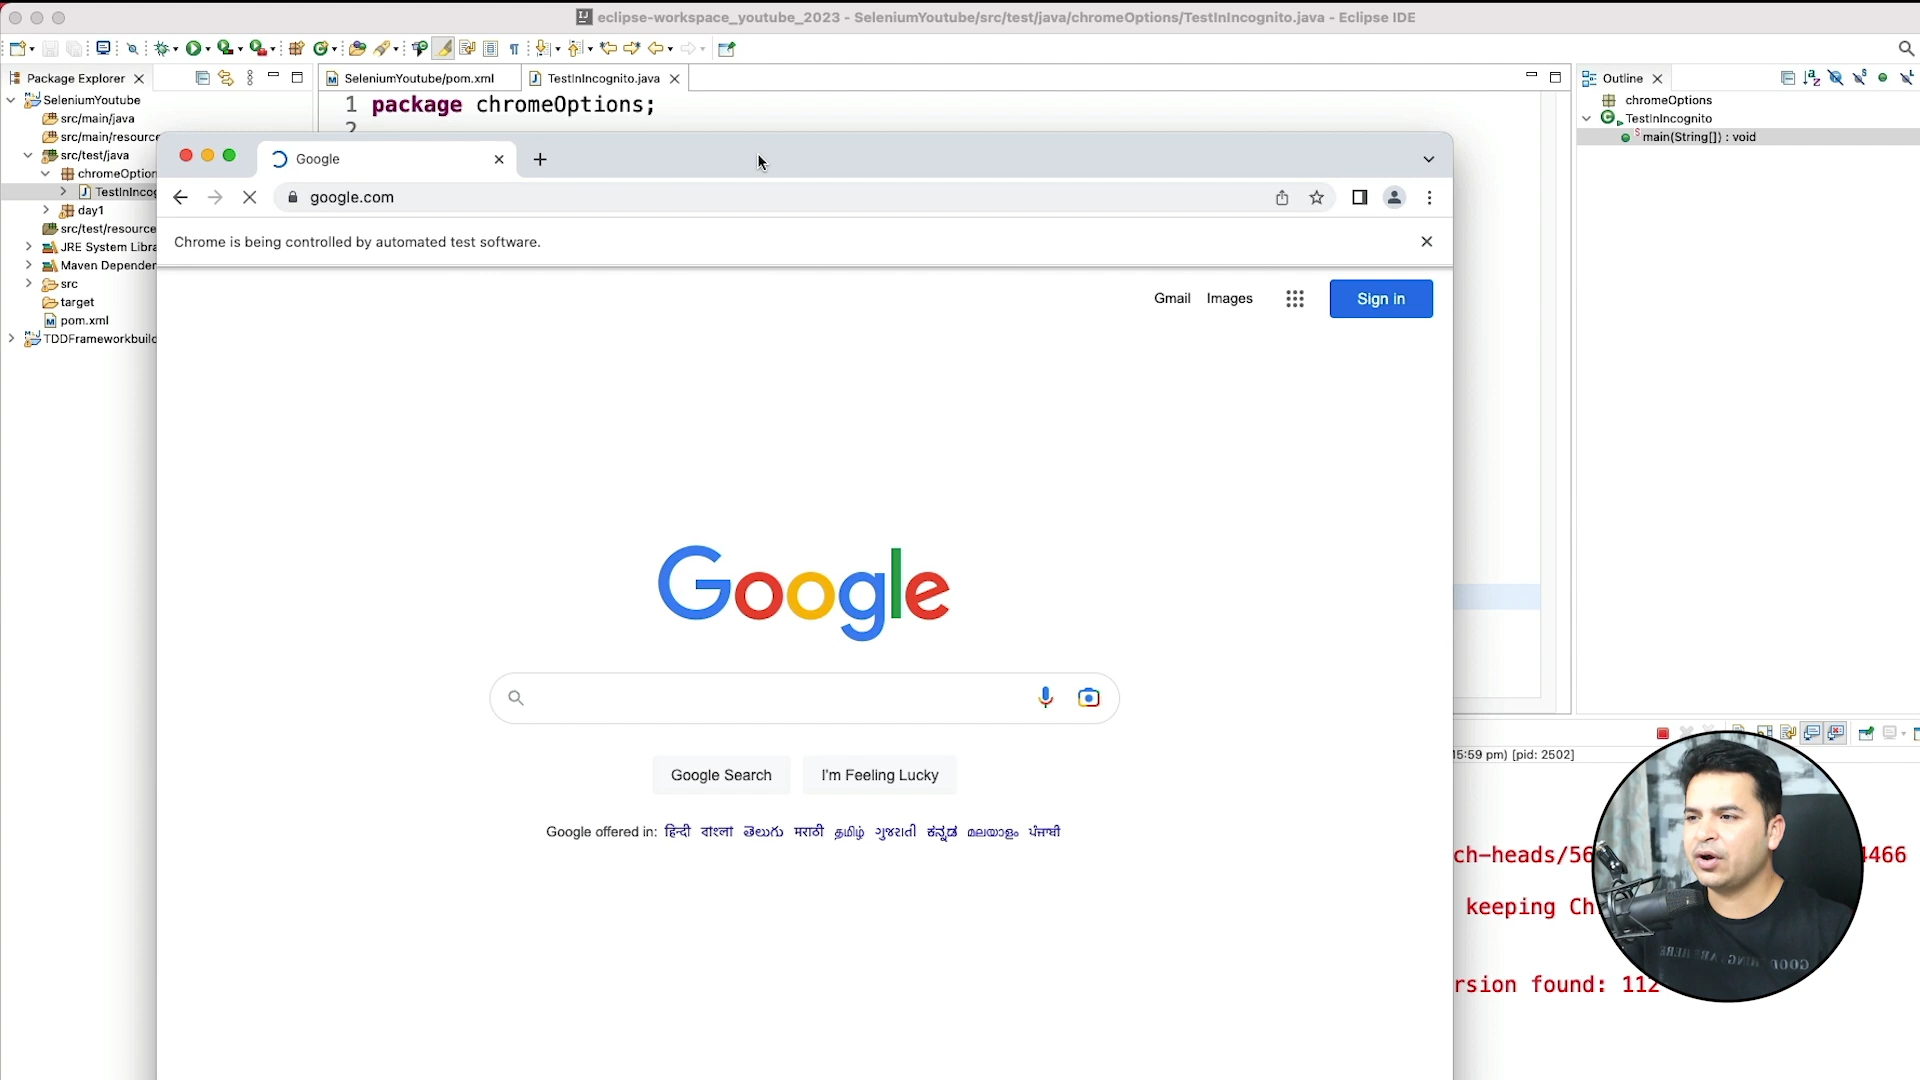 eclipse-workspace_youtube_2023 - SeleniumYoutube/src/test/java/chromeOptions/TestInIncognito.java - Eclipse IDE
Package Explorer
SeleniumYoutube/pom.xml
TestInIncognito.java
Outline
SeleniumYoutube
src/main/java
src/main/resource
src/test/java
chromeOption
TestInIncog
day1
src/test/resource
JRE System Libra
Maven Depender
src
target
pom.xml
TDDFrameworkbuild
1 package chromeOptions;
2
chromeOptions
TestInIncognito
main(String[]) : void
Google
google.com
Chrome is being controlled by automated test software.
Gmail Images Sign in
Google
Google Search I'm Feeling Lucky
Google offered in: हिन्दी বাংলা తెలుగు मराठी தமிழ் ગુજરાતી ಕನ್ನಡ മലയാളം ਪੰਜਾਬੀ
15:59 pm) [pid: 2502]
ch-heads/56 4466
keeping Ch
rsion found: 112